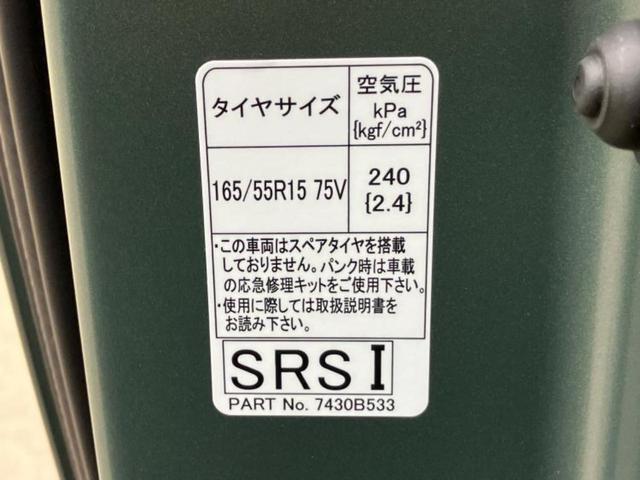 タイヤサイズ
空気圧
kPa
{kgf/cm²}
165/55R15 75V
240
{2.4}
・この車両はスペアタイヤを搭載
しておりません。パンク時は車載
の応急修理キットをご使用下さい。
・使用に際しては取扱説明書を
お読み下さい。
SRS I
PART No. 7430B533